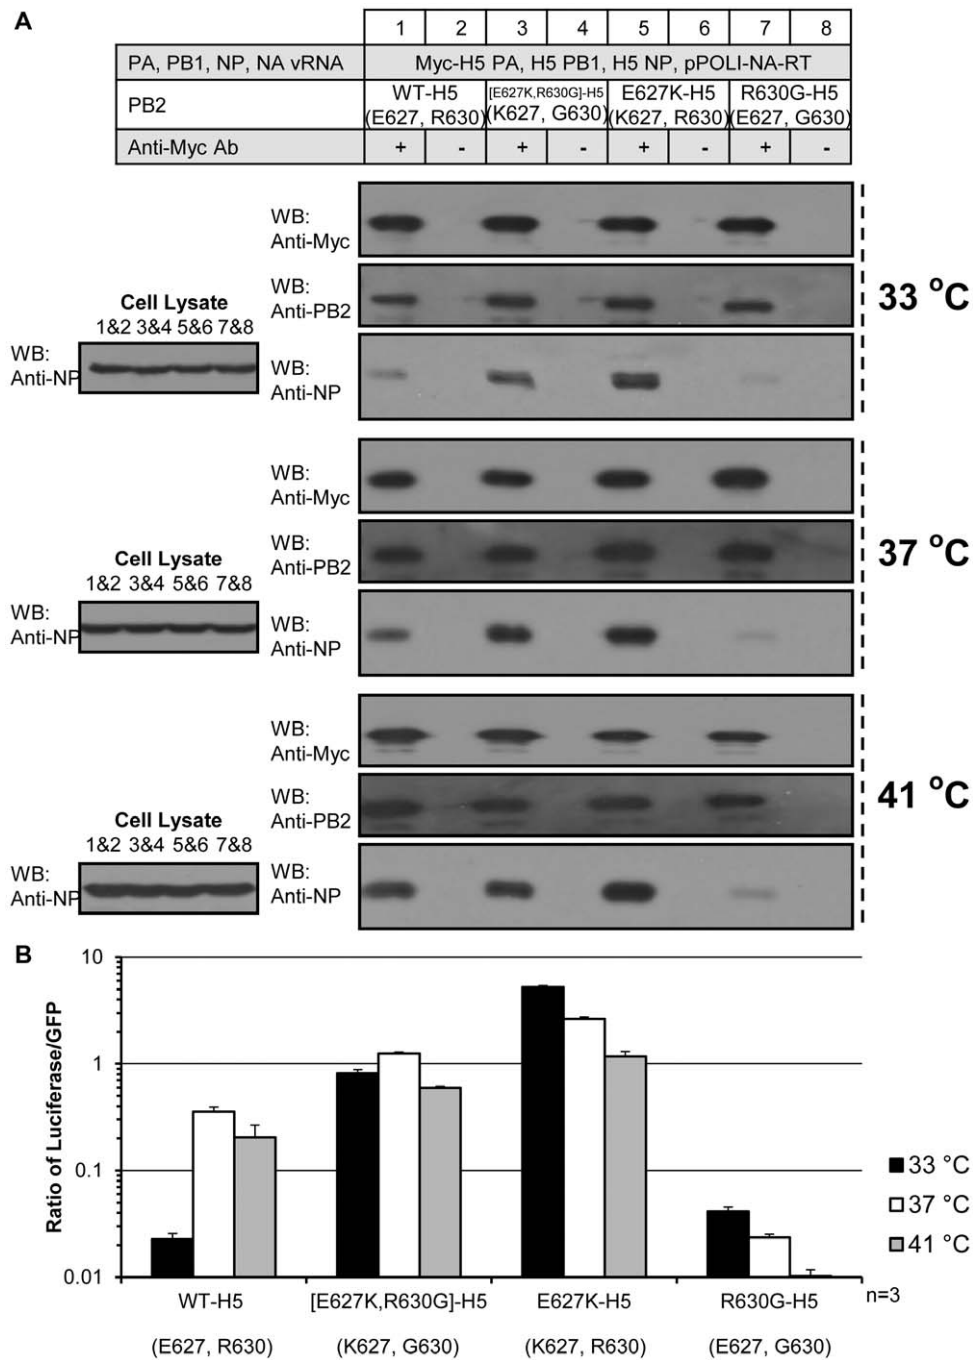 A
1 2 3 4 5 6 7 8
PA, PB1, NP, NA vRNA Myc-H5 PA, H5 PB1, H5 NP, pPOLI-NA-RT
PB2 WT-H5 [E627K,R630G]-H5 E627K-H5 R630G-H5
(E627, R630) (K627, G630) (K627, R630) (E627, G630)
Anti-Myc Ab + - + - + - + -
WB:
Anti-Myc
WB:
Anti-PB2
33 °C
Cell Lysate
1&2 3&4 5&6 7&8
WB:
Anti-NP
WB:
Anti-NP
WB:
Anti-Myc
WB:
Anti-PB2
37 °C
Cell Lysate
1&2 3&4 5&6 7&8
WB:
Anti-NP
WB:
Anti-NP
WB:
Anti-Myc
WB:
Anti-PB2
41 °C
Cell Lysate
1&2 3&4 5&6 7&8
WB:
Anti-NP
WB:
Anti-NP
B
Ratio of Luciferase/GFP
10
1
0.1
0.01
33 °C
37 °C
41 °C
WT-H5 [E627K,R630G]-H5 E627K-H5 R630G-H5 n=3
(E627, R630) (K627, G630) (K627, R630) (E627, G630)